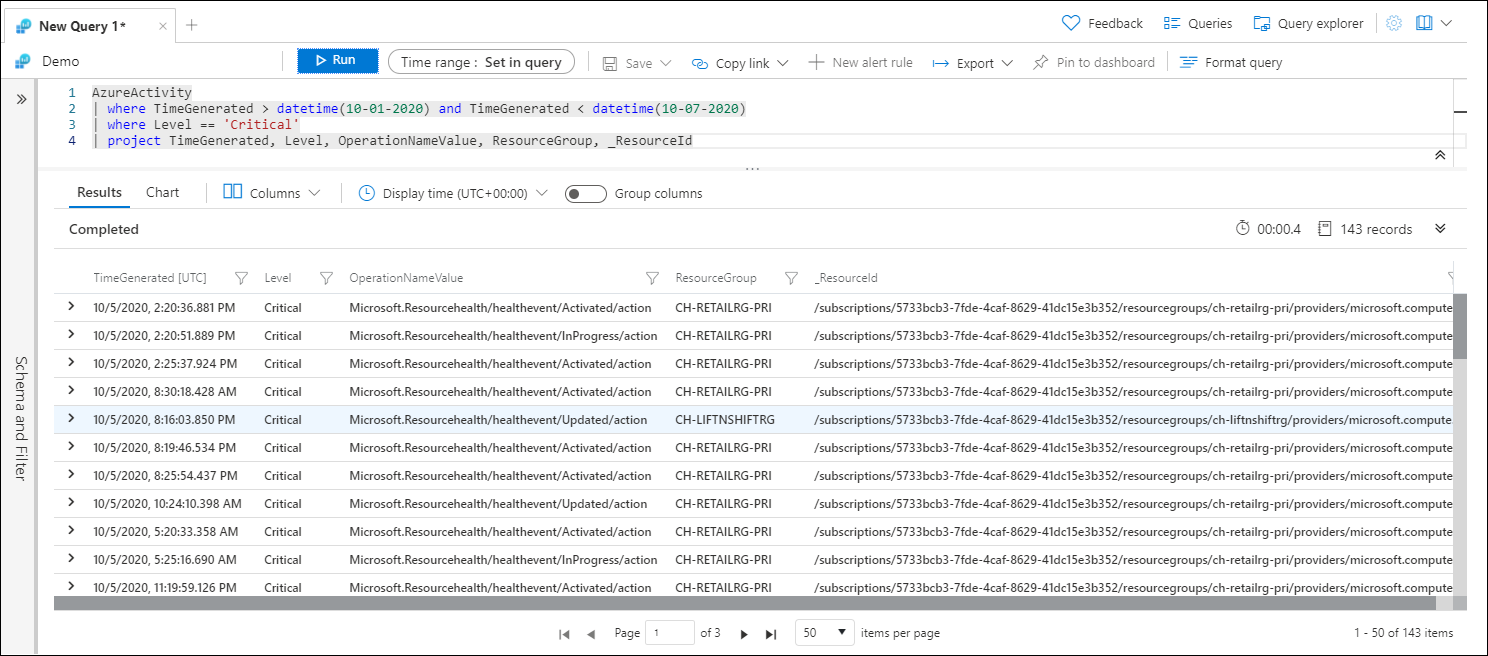 New Query 1*
Feedback Queries Query explorer
Demo Run Time range : Set in query Save Copy link New alert rule Export Pin to dashboard Format query
1 AzureActivity
2 | where TimeGenerated > datetime(10-01-2020) and TimeGenerated < datetime(10-07-2020)
3 | where Level == 'Critical'
4 | project TimeGenerated, Level, OperationNameValue, ResourceGroup, _ResourceId
Schema and Filter
Results Chart Columns Display time (UTC+00:00) Group columns
Completed 00:00.4 143 records
TimeGenerated [UTC] Level OperationNameValue ResourceGroup _ResourceId
10/5/2020, 2:20:36.881 PM Critical Microsoft.Resourcehealth/healthevent/Activated/action CH-RETAILRG-PRI /subscriptions/5733bcb3-7fde-4caf-8629-41dc15e3b352/resourcegroups/ch-retailrg-pri/providers/microsoft.compute
10/5/2020, 2:20:51.889 PM Critical Microsoft.Resourcehealth/healthevent/InProgress/action CH-RETAILRG-PRI /subscriptions/5733bcb3-7fde-4caf-8629-41dc15e3b352/resourcegroups/ch-retailrg-pri/providers/microsoft.compute
10/5/2020, 2:25:37.924 PM Critical Microsoft.Resourcehealth/healthevent/Activated/action CH-RETAILRG-PRI /subscriptions/5733bcb3-7fde-4caf-8629-41dc15e3b352/resourcegroups/ch-retailrg-pri/providers/microsoft.compute
10/5/2020, 8:30:18.428 AM Critical Microsoft.Resourcehealth/healthevent/Activated/action CH-RETAILRG-PRI /subscriptions/5733bcb3-7fde-4caf-8629-41dc15e3b352/resourcegroups/ch-retailrg-pri/providers/microsoft.compute
10/5/2020, 8:16:03.850 PM Critical Microsoft.Resourcehealth/healthevent/Updated/action CH-LIFTNSHIFTRG /subscriptions/5733bcb3-7fde-4caf-8629-41dc15e3b352/resourcegroups/ch-liftnshiftrg/providers/microsoft.compute
10/5/2020, 8:19:46.534 PM Critical Microsoft.Resourcehealth/healthevent/Activated/action CH-RETAILRG-PRI /subscriptions/5733bcb3-7fde-4caf-8629-41dc15e3b352/resourcegroups/ch-retailrg-pri/providers/microsoft.compute
10/5/2020, 8:25:54.437 PM Critical Microsoft.Resourcehealth/healthevent/Activated/action CH-RETAILRG-PRI /subscriptions/5733bcb3-7fde-4caf-8629-41dc15e3b352/resourcegroups/ch-retailrg-pri/providers/microsoft.compute
10/5/2020, 10:24:10.398 AM Critical Microsoft.Resourcehealth/healthevent/Updated/action CH-RETAILRG-PRI /subscriptions/5733bcb3-7fde-4caf-8629-41dc15e3b352/resourcegroups/ch-retailrg-pri/providers/microsoft.compute
10/5/2020, 5:20:33.358 AM Critical Microsoft.Resourcehealth/healthevent/Activated/action CH-RETAILRG-PRI /subscriptions/5733bcb3-7fde-4caf-8629-41dc15e3b352/resourcegroups/ch-retailrg-pri/providers/microsoft.compute
10/5/2020, 5:25:16.690 AM Critical Microsoft.Resourcehealth/healthevent/InProgress/action CH-RETAILRG-PRI /subscriptions/5733bcb3-7fde-4caf-8629-41dc15e3b352/resourcegroups/ch-retailrg-pri/providers/microsoft.compute
10/5/2020, 11:19:59.126 PM Critical Microsoft.Resourcehealth/healthevent/Activated/action CH-RETAILRG-PRI /subscriptions/5733bcb3-7fde-4caf-8629-41dc15e3b352/resourcegroups/ch-retailrg-pri/providers/microsoft.compute
Page 1 of 3 50 items per page 1 - 50 of 143 items